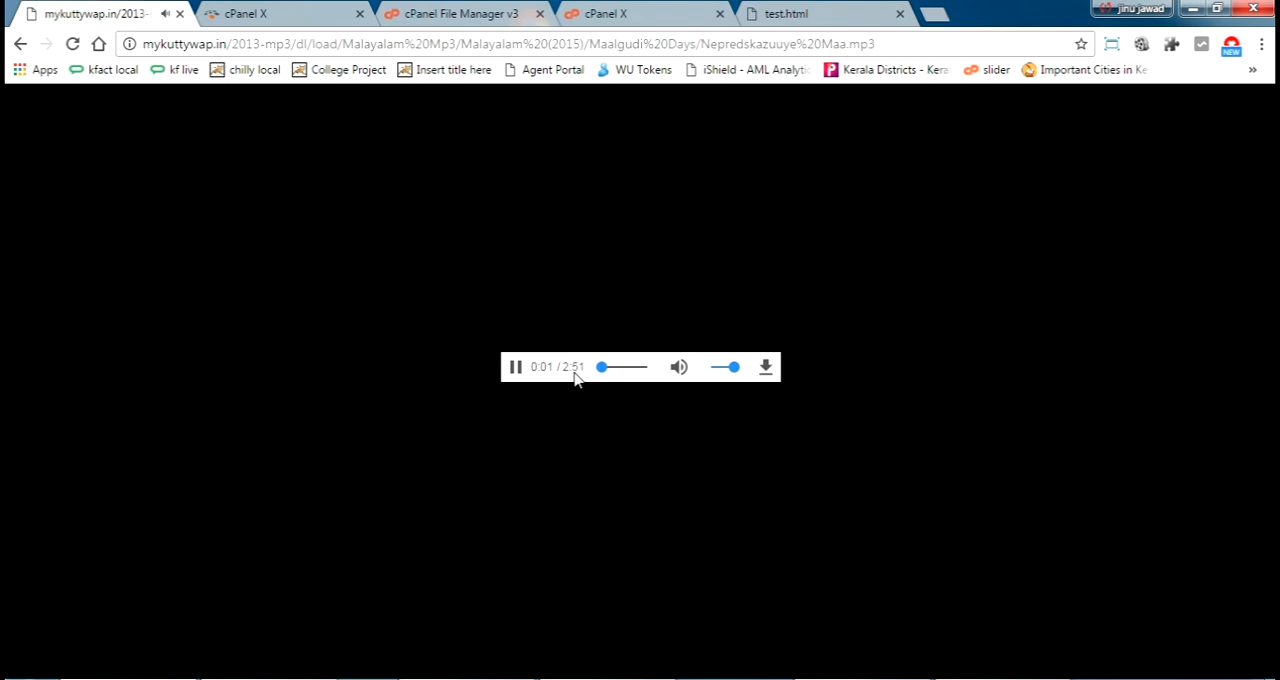 mykuttywap.in/2013-
cPanel X
cPanel File Manager v3
cPanel X
test.html
jinu jawad
mykuttywap.in/2013-mp3/dl/load/Malayalam%20Mp3/Malayalam%20(2015)/Maalgudi%20Days/Nepredskazuuye%20Maa.mp3
NEW
Apps
kfact local
kf live
chilly local
College Project
Insert title here
Agent Portal
WU Tokens
iShield - AML Analyti
Kerala Districts - Kera
slider
Important Cities in Ke
»
0:01 / 2:51